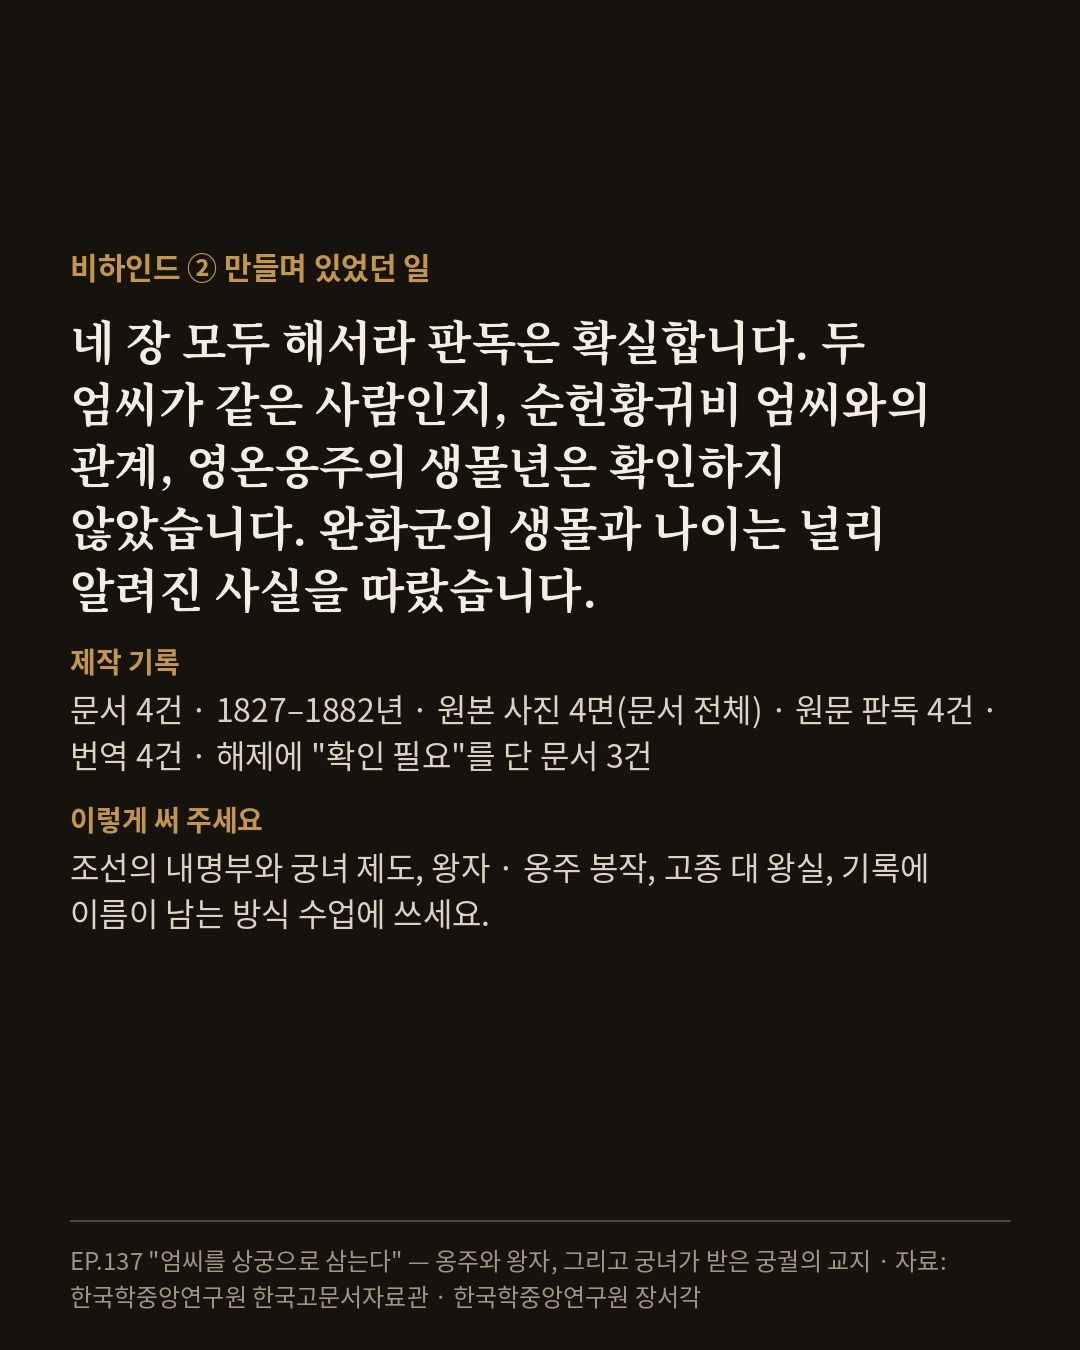 비하인드 ② 만들며 있었던 일
네 장 모두 해서라 판독은 확실합니다. 두
엄씨가 같은 사람인지, 순헌황귀비 엄씨와의
관계, 영온옹주의 생몰년은 확인하지
않았습니다. 완화군의 생몰과 나이는 널리
알려진 사실을 따랐습니다.
제작 기록
문서 4건 · 1827–1882년 · 원본 사진 4면(문서 전체) · 원문 판독 4건 ·
번역 4건 · 해제에 "확인 필요"를 단 문서 3건
이렇게 써 주세요
조선의 내명부와 궁녀 제도, 왕자 · 옹주 봉작, 고종 대 왕실, 기록에
이름이 남는 방식 수업에 쓰세요.
EP.137 "엄씨를 상궁으로 삼는다" — 옹주와 왕자, 그리고 궁녀가 받은 궁궐의 교지 · 자료:
한국학중앙연구원 한국고문서자료관 · 한국학중앙연구원 장서각